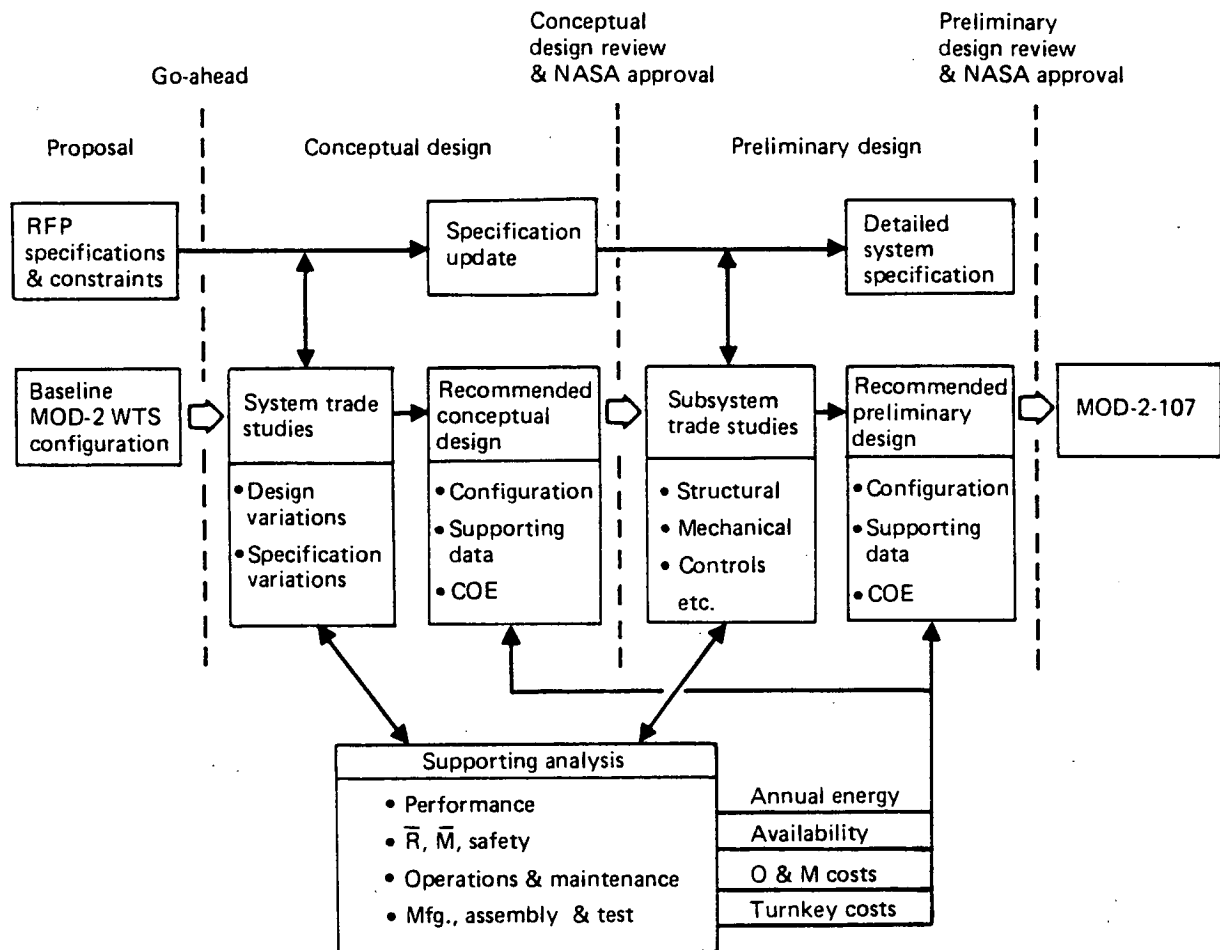 Conceptual
design review
& NASA approval
Preliminary
design review
& NASA approval
Go-ahead
Proposal
Conceptual design
Preliminary design
RFP
specifications
& constraints
Specification
update
Detailed
system
specification
Baseline
MOD-2 WTS
configuration
System trade
studies
• Design
variations
• Specification
variations
Recommended
conceptual
design
• Configuration
• Supporting
data
• COE
Subsystem
trade studies
• Structural
• Mechanical
• Controls
etc.
Recommended
preliminary
design
• Configuration
• Supporting
data
• COE
MOD-2-107
Supporting analysis
• Performance
• R̅, M̅, safety
• Operations & maintenance
• Mfg., assembly & test
Annual energy
Availability
O & M costs
Turnkey costs